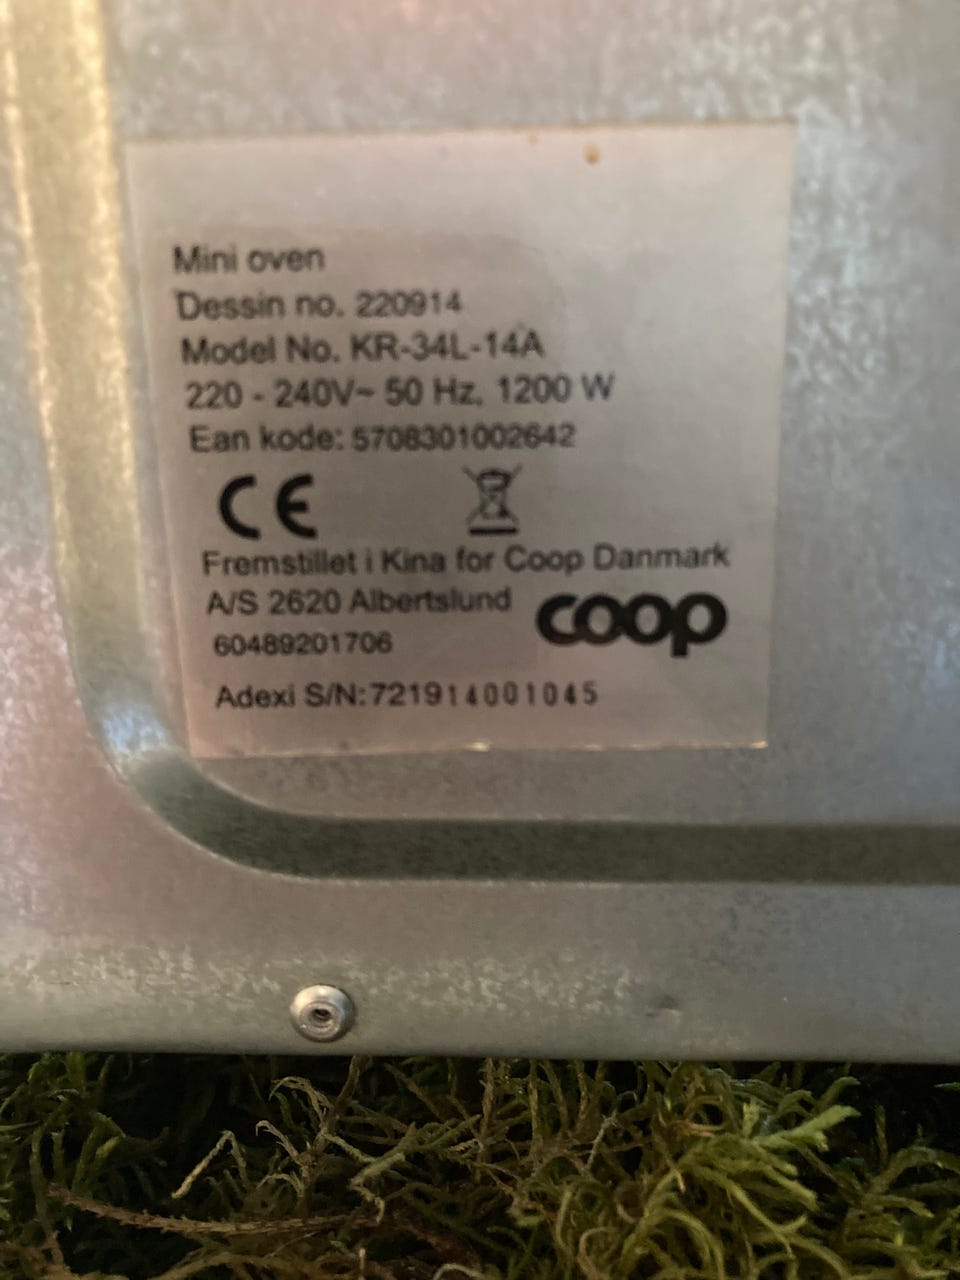 Mini oven
Dessin no. 220914
Model No. KR-34L-14A
220 - 240V~ 50 Hz, 1200 W
Ean kode: 5708301002642
CE
Fremstillet i Kina for Coop Danmark
A/S 2620 Albertslund
coop
60489201706
Adexi S/N:721914001045